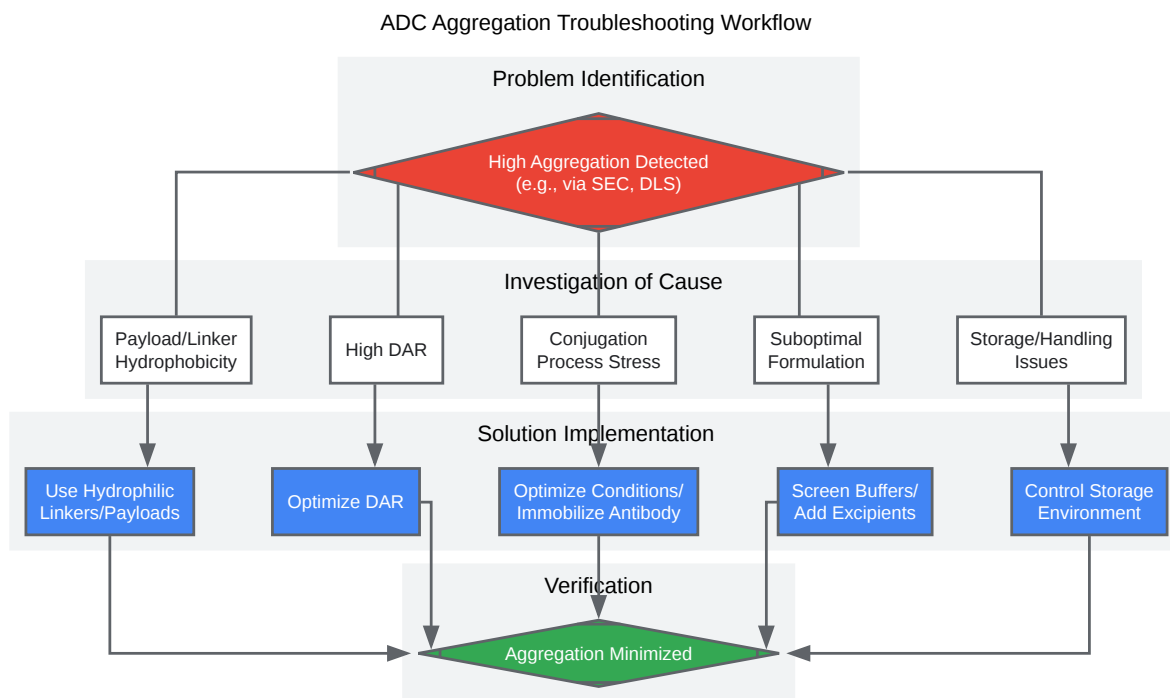 ADC Aggregation Troubleshooting Workflow
Problem Identification
High Aggregation Detected
(e.g., via SEC, DLS)
Investigation of Cause
Payload/Linker
Hydrophobicity
High DAR
Conjugation
Process Stress
Suboptimal
Formulation
Storage/Handling
Issues
Solution Implementation
Use Hydrophilic
Linkers/Payloads
Optimize DAR
Optimize Conditions/
Immobilize Antibody
Screen Buffers/
Add Excipients
Control Storage
Environment
Verification
Aggregation Minimized